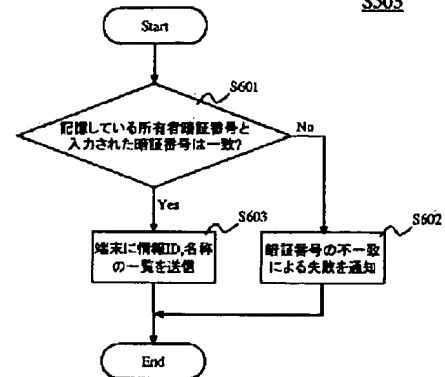 S505
Start
S601
記憶している所有者暗証番号と
入力された暗証番号は一致?
No
Yes
S603
S602
端末に情報ID,名称
の一覧を送信
暗証番号の不一致
による失敗を通知
End